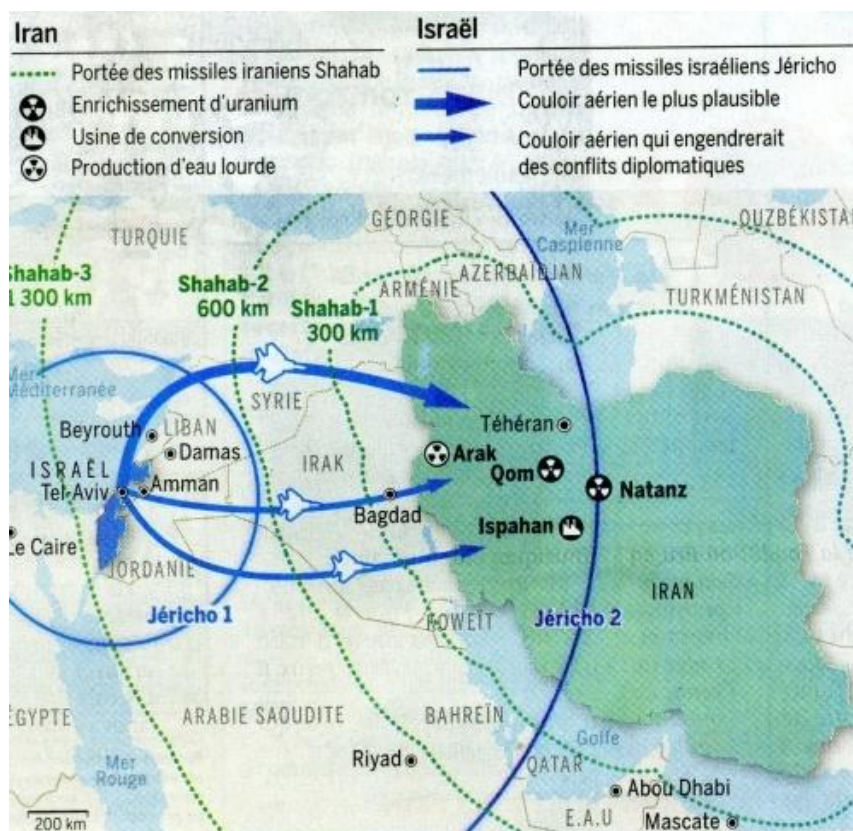 Iran
Portée des missiles iraniens Shahab
Enrichissement d'uranium
Usine de conversion
Production d'eau lourde
Israël
Portée des missiles israéliens Jéricho
Couloir aérien le plus plausible
Couloir aérien qui engendrerait
des conflits diplomatiques
TURQUIE
GÉORGIE
Mer
Caspienne
OUZBÉKISTAN
ARMÉNIE
AZERBAÏDJAN
TURKMÉNISTAN
Shahab-3
1 300 km
Shahab-2
600 km
Shahab-1
300 km
Mer
Méditerranée
SYRIE
Beyrouth
LIBAN
Damas
ISRAËL
Tel-Aviv
Amman
IRAK
Bagdad
Téhéran
Arak
Qom
Natanz
Ispahan
Le Caire
JORDANIE
Jéricho 1
KOWEÏT
Jéricho 2
IRAN
ÉGYPTE
ARABIE SAOUDITE
BAHREÏN
Golfe
Mer
Rouge
Riyad
QATAR
Abou Dhabi
E.A.U
Mascate
200 km